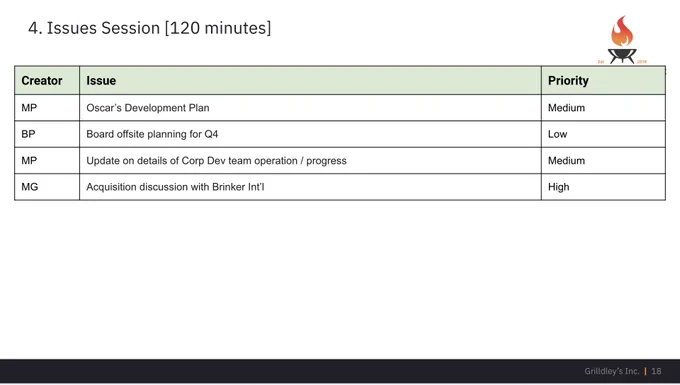 4. Issues Session [120 minutes]
Est 2019
Creator Issue Priority
MP Oscar´s Development Plan Medium
BP Board offsite planning for Q4 Low
MP Update on details of Corp Dev team operation / progress Medium
MG Acquisition discussion with Brinker Int’l High
Grilldley’s Inc. | 18